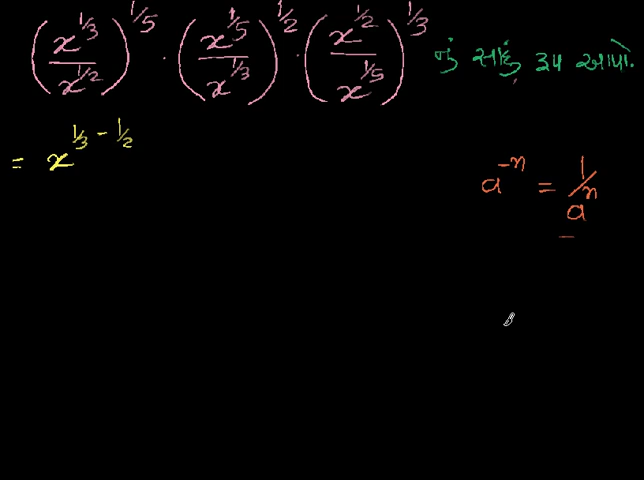 (x^{1/3}/x^{1/2})^{1/5} · (x^{1/5}/x^{1/3})^{1/2} · (x^{1/2}/x^{1/5})^{1/3} નું સાદું રૂપ આપો.
= x^{1/3 - 1/2}
a^{-n} = 1/a^{n}